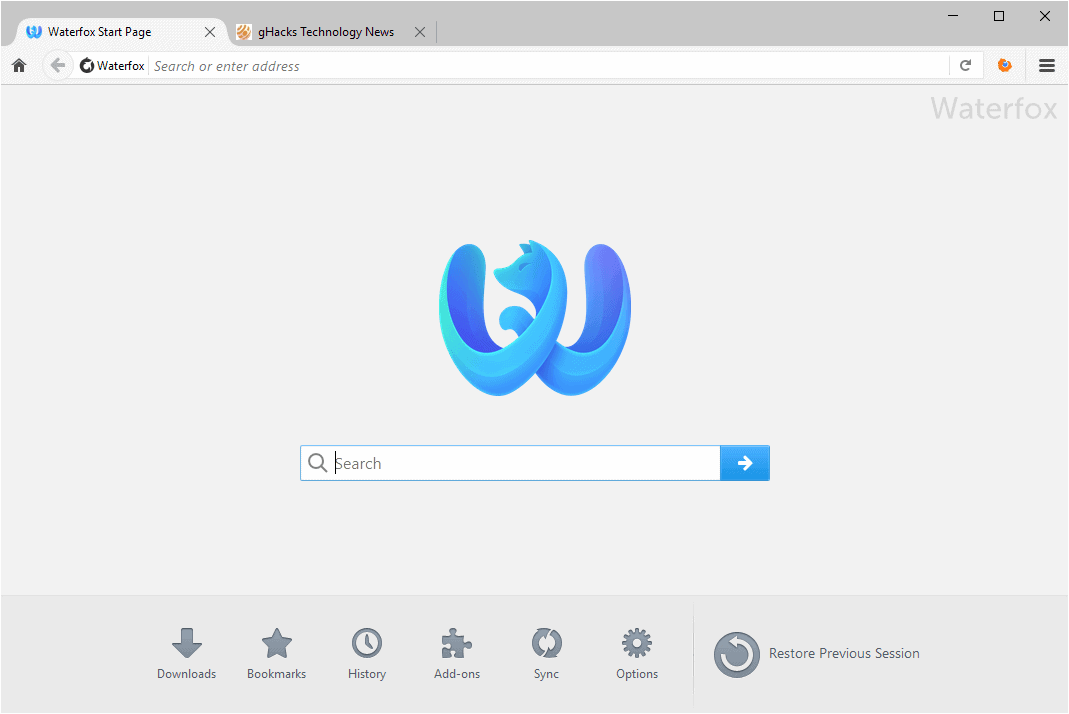 Waterfox Start Page
gHacks Technology News
Waterfox
Search or enter address
Waterfox
Search
Downloads
Bookmarks
History
Add-ons
Sync
Options
Restore Previous Session